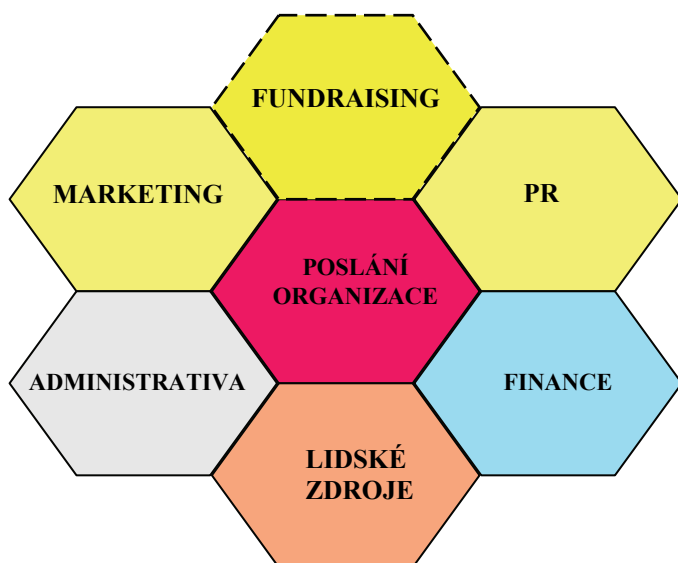 FUNDRAISING
MARKETING
PR
POSLÁNÍ
ORGANIZACE
ADMINISTRATIVA
FINANCE
LIDSKÉ
ZDROJE